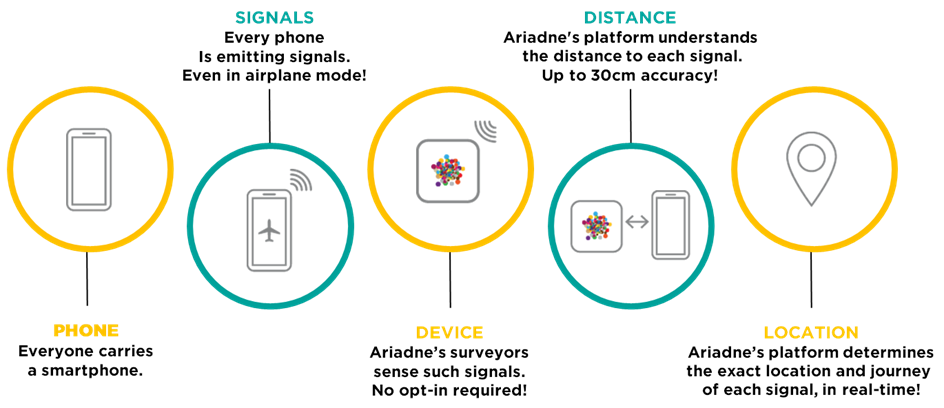 SIGNALS
Every phone
Is emitting signals.
Even in airplane mode!
DISTANCE
Ariadne's platform understands
the distance to each signal.
Up to 30cm accuracy!
PHONE
Everyone carries
a smartphone.
DEVICE
Ariadne’s surveyors
sense such signals.
No opt-in required!
LOCATION
Ariadne’s platform determines
the exact location and journey
of each signal, in real-time!